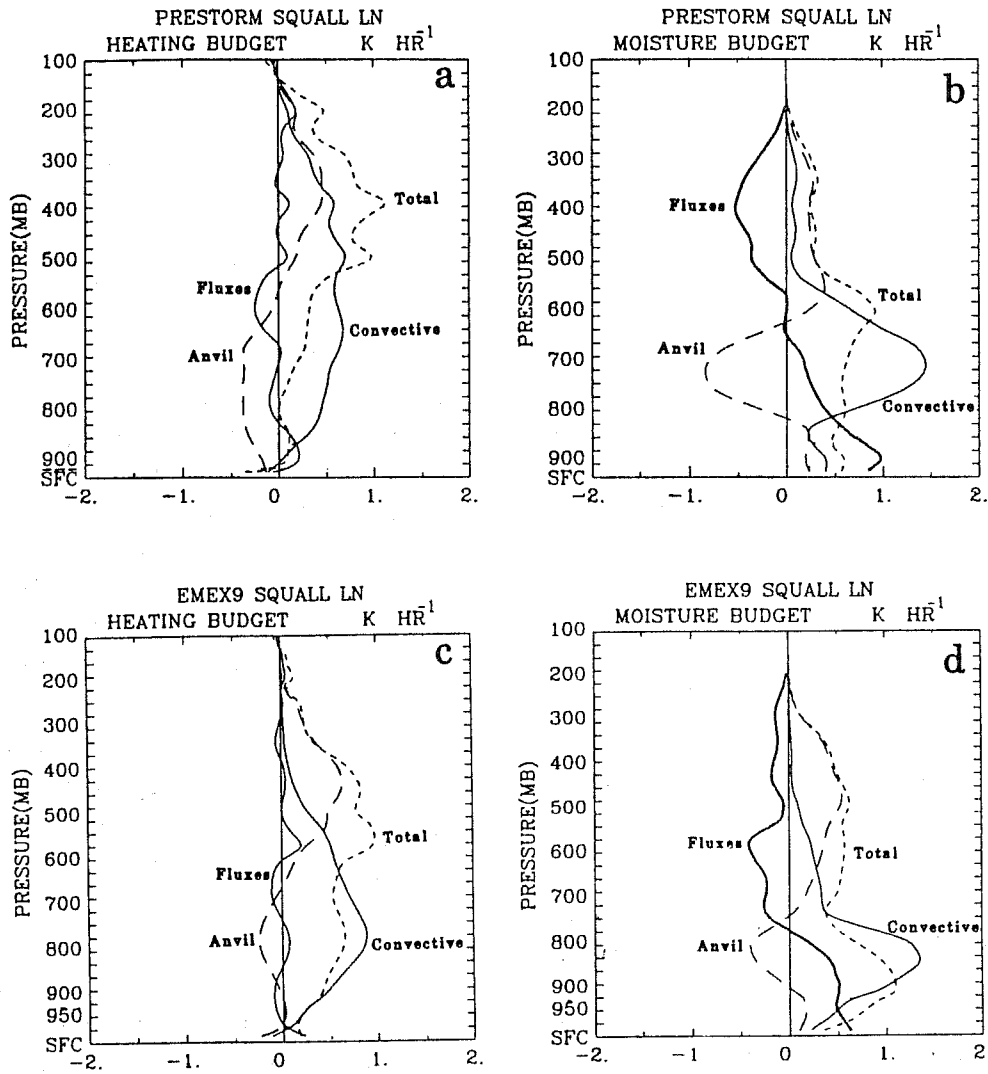 PRESTORM SQUALL LN
HEATING BUDGET K HR⁻¹
100
200
300
400
500
600
700
800
900
SFC
PRESSURE(MB)
a
Total
Fluxes
Anvil
Convective
-2. -1. 0 1. 2.
PRESTORM SQUALL LN
MOISTURE BUDGET K HR⁻¹
100
200
300
400
500
600
700
800
900
SFC
PRESSURE(MB)
b
Fluxes
Total
Anvil
Convective
-2. -1. 0 1. 2.
EMEX9 SQUALL LN
HEATING BUDGET K HR⁻¹
100
200
300
400
500
600
700
800
900
950
SFC
PRESSURE(MB)
c
Total
Fluxes
Anvil
Convective
-2. -1. 0 1. 2.
EMEX9 SQUALL LN
MOISTURE BUDGET K HR⁻¹
100
200
300
400
500
600
700
800
900
950
SFC
PRESSURE(MB)
d
Fluxes
Total
Convective
Anvil
-2. -1 0 1. 2